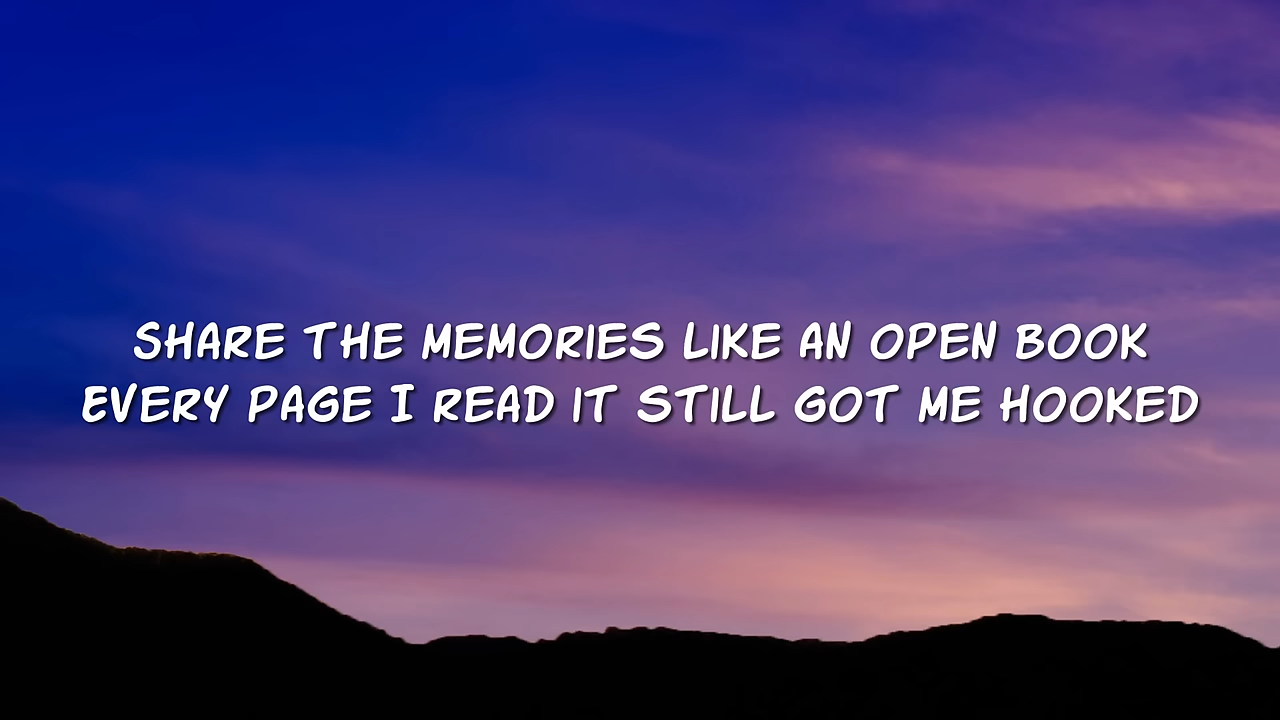 SHARE THE MEMORIES LIKE AN OPEN BOOK
EVERY PAGE I READ IT STILL GOT ME HOOKED